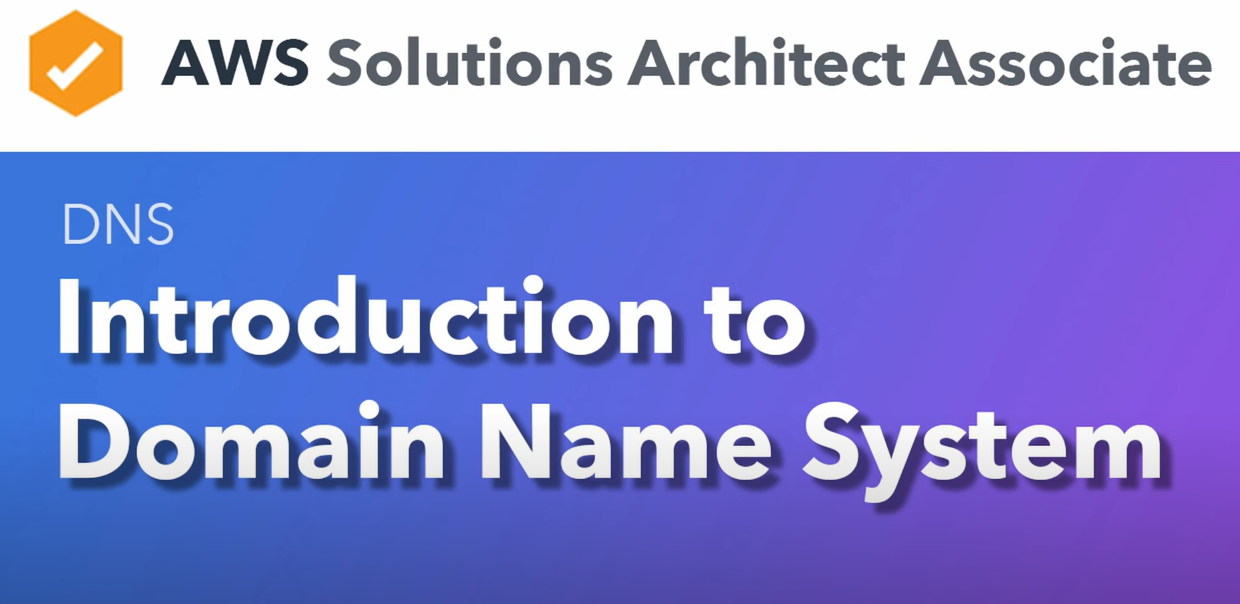 AWS Solutions Architect Associate
DNS
Introduction to
Domain Name System